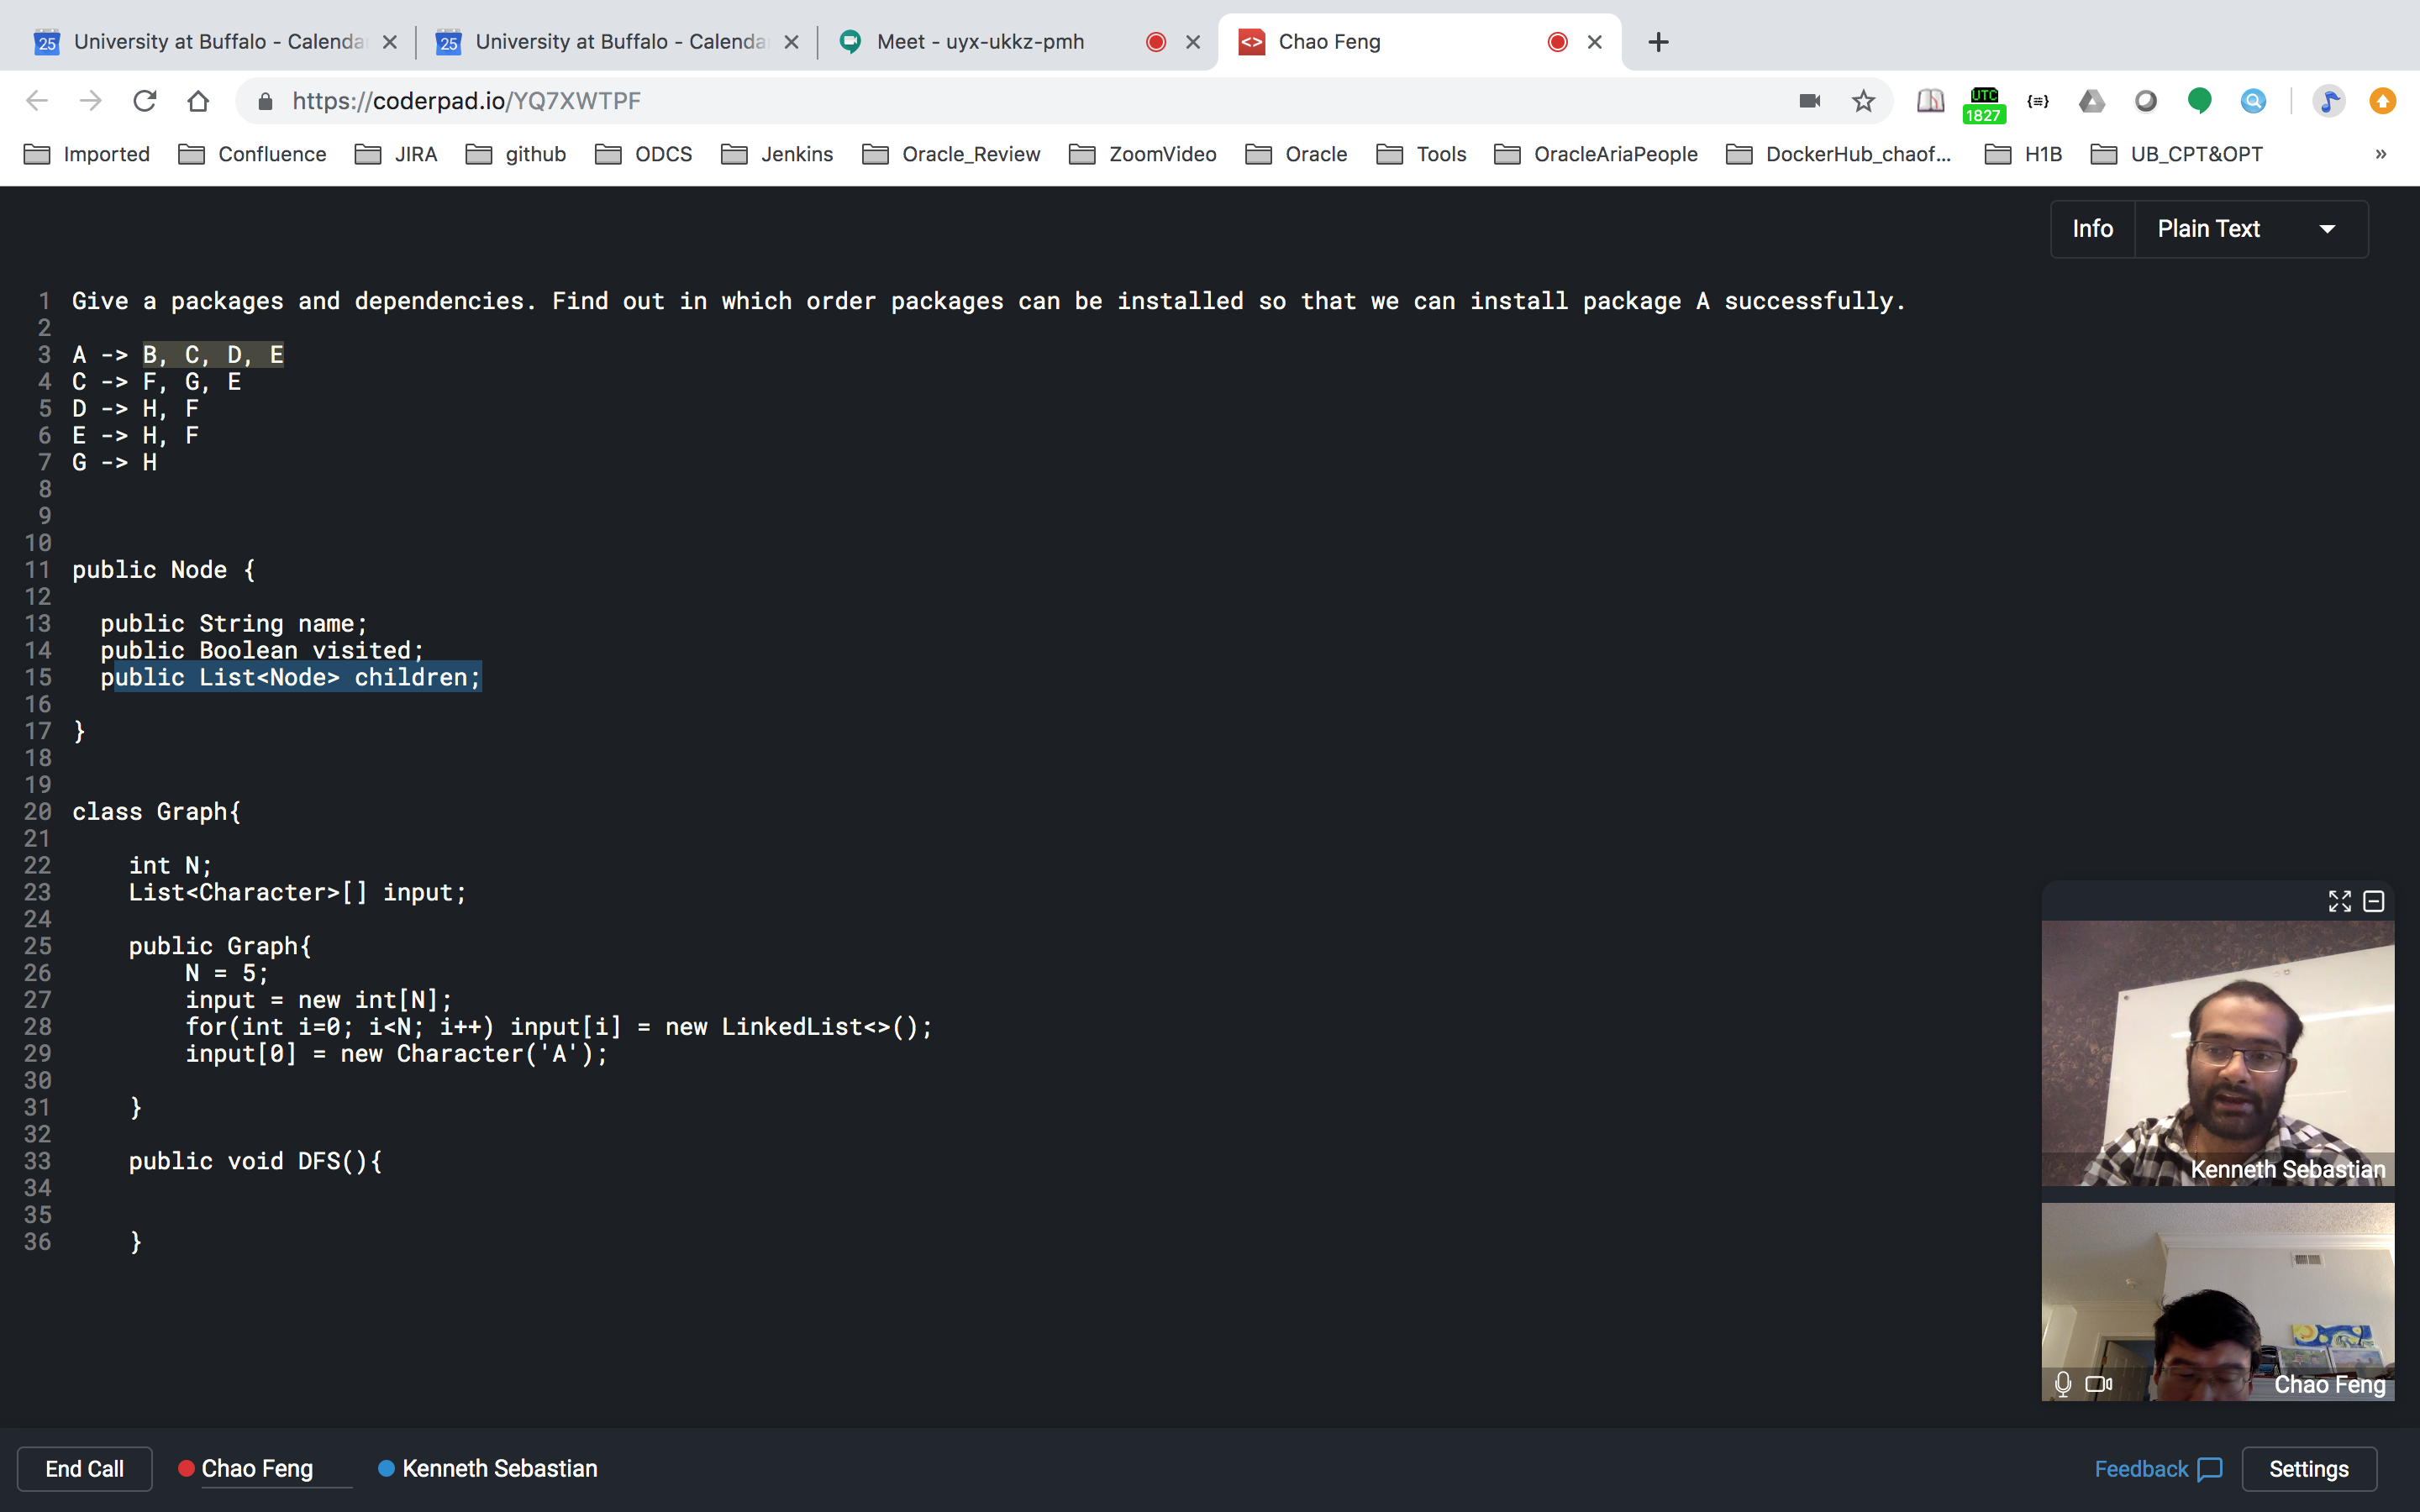 25 University at Buffalo - Calenda
25 University at Buffalo - Calenda
Meet - uyx-ukkz-pmh
<> Chao Feng
https://coderpad.io/YQ7XWTPF
UTC
1827
{≡}
Imported
Confluence
JIRA
github
ODCS
Jenkins
Oracle_Review
ZoomVideo
Oracle
Tools
OracleAriaPeople
DockerHub_chaof...
H1B
UB_CPT&OPT
»
Info
Plain Text
1 Give a packages and dependencies. Find out in which order packages can be installed so that we can install package A successfully.
2
3 A -> B, C, D, E
4 C -> F, G, E
5 D -> H, F
6 E -> H, F
7 G -> H
8
9
10
11 public Node {
12
13 public String name;
14 public Boolean visited;
15 public List<Node> children;
16
17 }
18
19
20 class Graph{
21
22 int N;
23 List<Character>[] input;
24
25 public Graph{
26 N = 5;
27 input = new int[N];
28 for(int i=0; i<N; i++) input[i] = new LinkedList<>();
29 input[0] = new Character('A');
30
31 }
32
33 public void DFS(){
34
35
36 }
Kenneth Sebastian
Chao Feng
End Call
Chao Feng
Kenneth Sebastian
Feedback
Settings